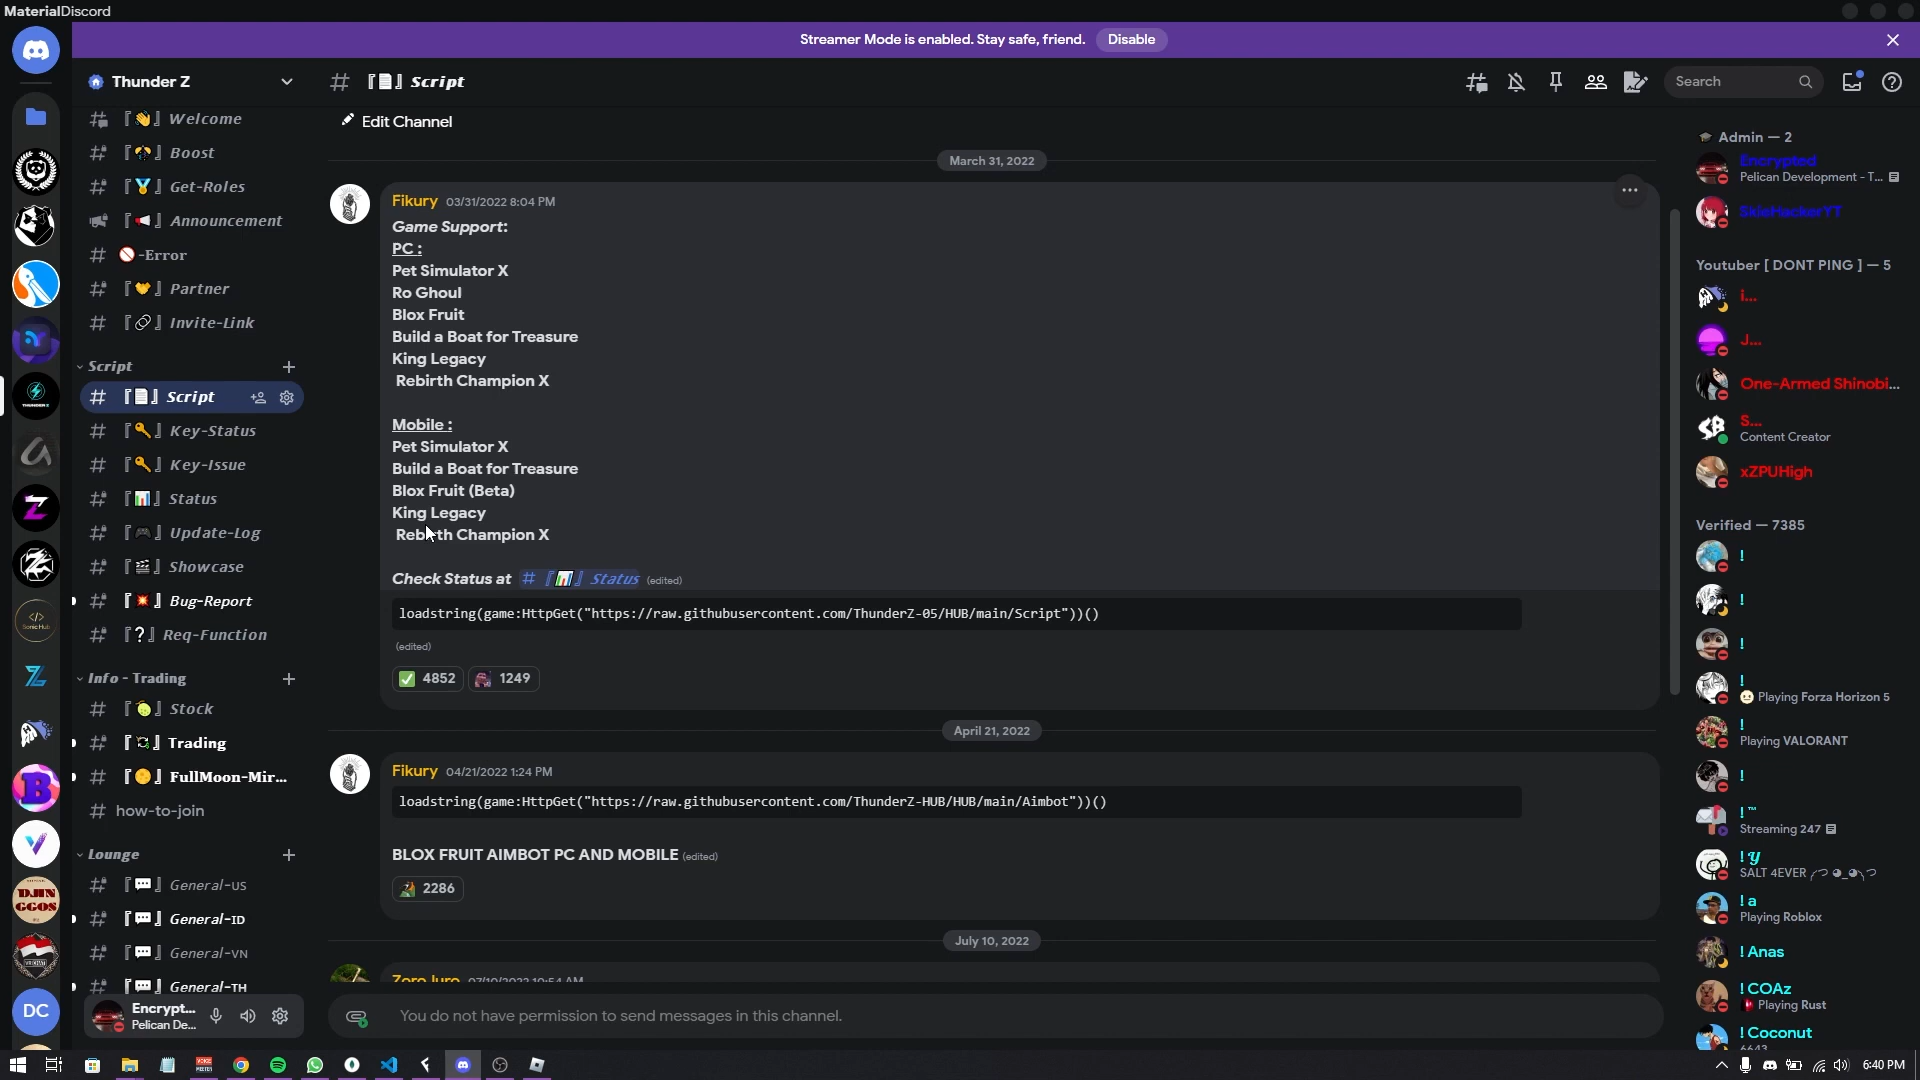 MaterialDiscord
Streamer Mode is enabled. Stay safe, friend.
Disable
Thunder Z
『📄』 Script
Search
『👋』 Welcome
『』 Boost
『🏅』 Get-Roles
『📢』 Announcement
🚫-Error
『🤝』 Partner
『🔗』 Invite-Link
Script
『📄』 Script
『🔑』 Key-Status
『🔑』 Key-Issue
『📊』 Status
『🎮』 Update-Log
『🎬』 Showcase
『💥』 Bug-Report
『❓』 Req-Function
Info - Trading
『🍈』 Stock
『💱』 Trading
『🌕』 FullMoon-Mir...
how-to-join
Lounge
『💬』 General-US
『💬』 General-ID
『💬』 General-VN
『💬』 General-TH
Encrypt...
Pelican De...
Edit Channel
March 31, 2022
Fikury 03/31/2022 8:04 PM
Game Support:
PC :
Pet Simulator X
Ro Ghoul
Blox Fruit
Build a Boat for Treasure
King Legacy
Rebirth Champion X
Mobile :
Pet Simulator X
Build a Boat for Treasure
Blox Fruit (Beta)
King Legacy
Rebirth Champion X
Check Status at # 『📊』 Status (edited)
loadstring(game:HttpGet("https://raw.githubusercontent.com/ThunderZ-05/HUB/main/Script"))()
(edited)
✅ 4852 1249
April 21, 2022
Fikury 04/21/2022 1:24 PM
loadstring(game:HttpGet("https://raw.githubusercontent.com/ThunderZ-HUB/HUB/main/Aimbot"))()
BLOX FRUIT AIMBOT PC AND MOBILE (edited)
2286
July 10, 2022
07/10/2022 10:54 AM
You do not have permission to send messages in this channel.
Admin — 2
Encrypted
Pelican Development - T...
SkieHackerYT
Youtuber [ DONT PING ] — 5
i...
J...
One-Armed Shinobi...
S...
Content Creator
xZPUHigh
Verified — 7385
!
!
!
!
Playing Forza Horizon 5
!
Playing VALORANT
!
! ™
Streaming 247
! 𝒚
SALT 4EVER
! a
Playing Roblox
! Anas
! COAz
Playing Rust
! Coconut
DC
6:40 PM